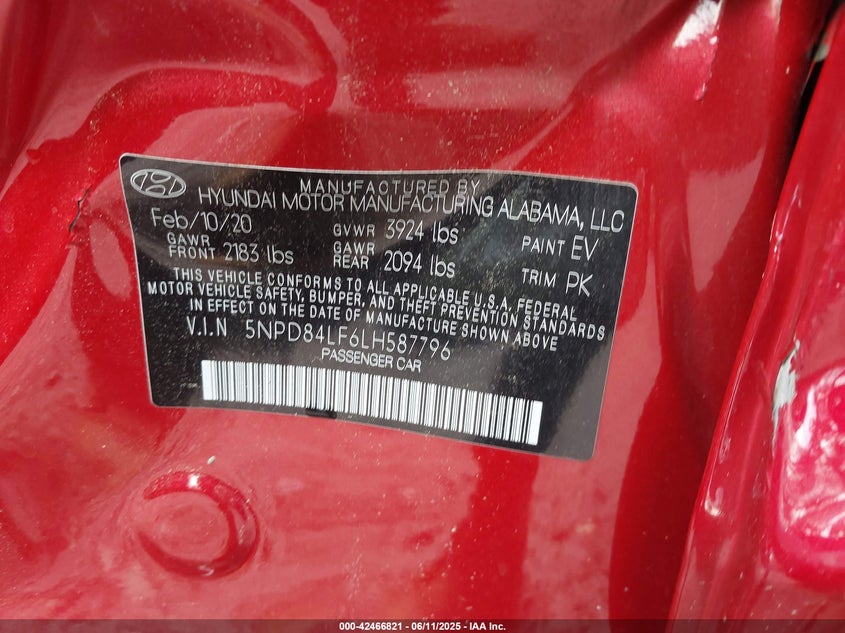 MANUFACTURED BY
HYUNDAI MOTOR MANUFACTURING ALABAMA, LLC
Feb/10/20 GVWR 3924 lbs PAINT EV
GAWR FRONT 2183 lbs GAWR REAR 2094 lbs TRIM PK
THIS VEHICLE CONFORMS TO ALL APPLICABLE U.S.A. FEDERAL
MOTOR VEHICLE SAFETY, BUMPER, AND THEFT PREVENTION STANDARDS
IN EFFECT ON THE DATE OF MANUFACTURE SHOWN ABOVE.
V.I.N 5NPD84LF6LH587796
PASSENGER CAR
000-42466821 - 06/11/2025 - IAA Inc.